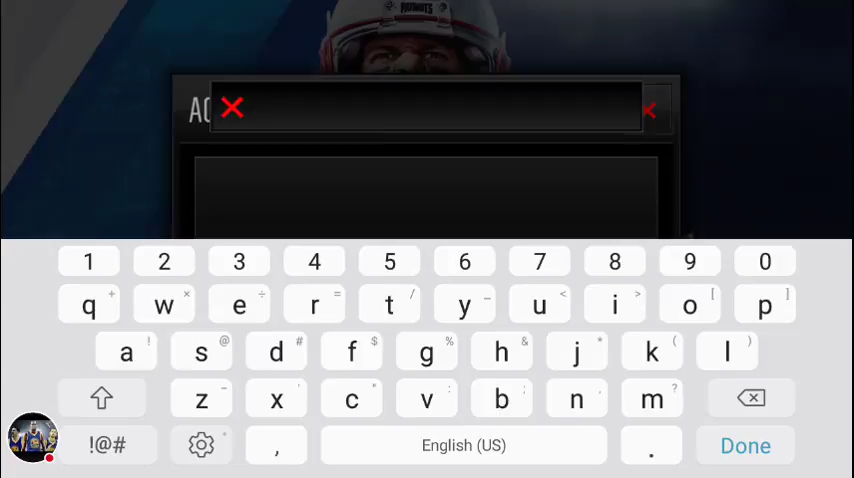 PATRIOTS
AC
1 2 3 4 5 6 7 8 9 0
q + w × e ÷ r = t / y _ u < i > o [ p ]
a ! s @ d # f $ g % h & j * k ( l )
z - x ' c " v : b ; n , m ?
!@# , English (US) . Done